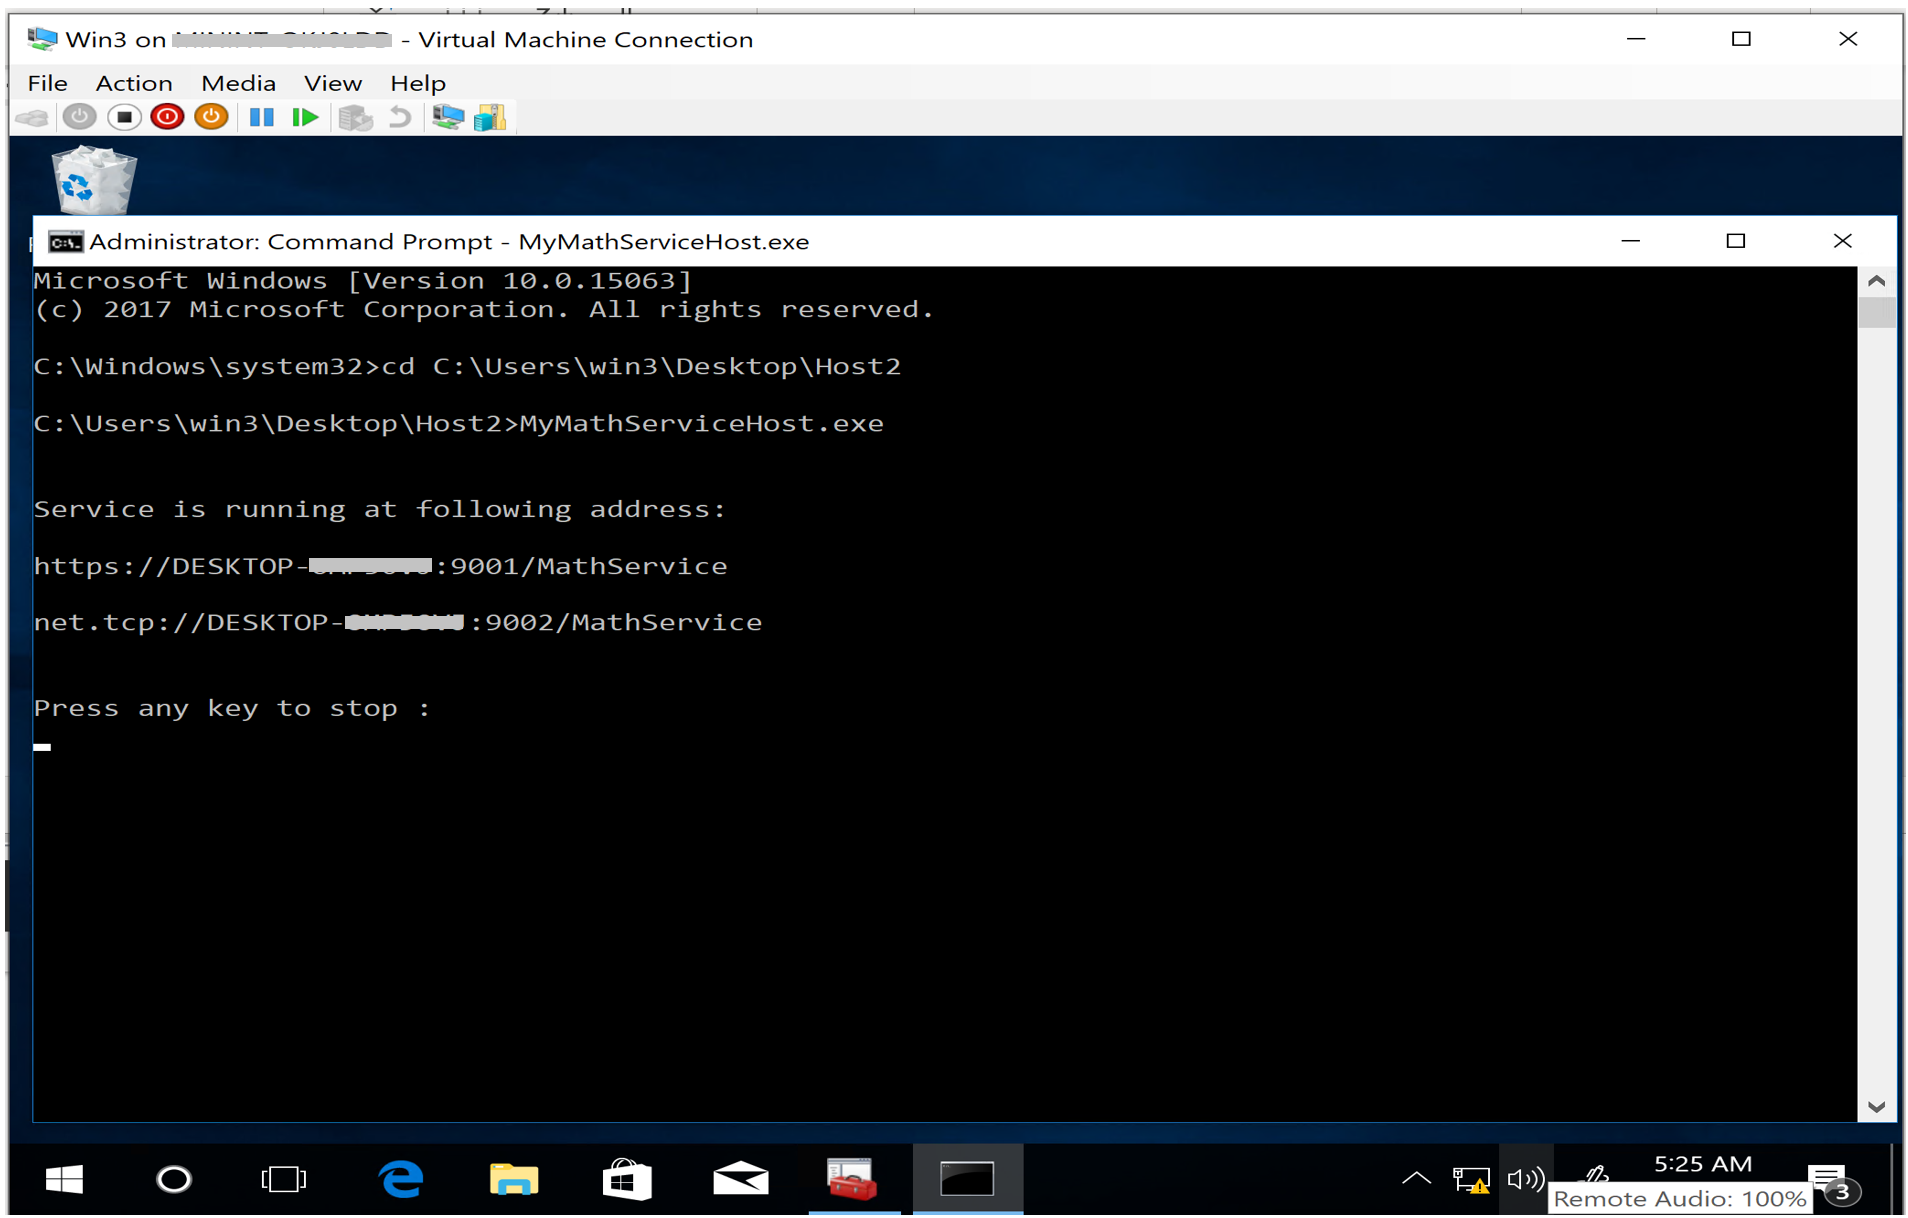 Win3 on - Virtual Machine Connection
File Action Media View Help
Administrator: Command Prompt - MyMathServiceHost.exe
Microsoft Windows [Version 10.0.15063]
(c) 2017 Microsoft Corporation. All rights reserved.
C:\Windows\system32>cd C:\Users\win3\Desktop\Host2
C:\Users\win3\Desktop\Host2>MyMathServiceHost.exe
Service is running at following address:
https://DESKTOP-:9001/MathService
net.tcp://DESKTOP-:9002/MathService
Press any key to stop :
5:25 AM
Remote Audio: 100%
3